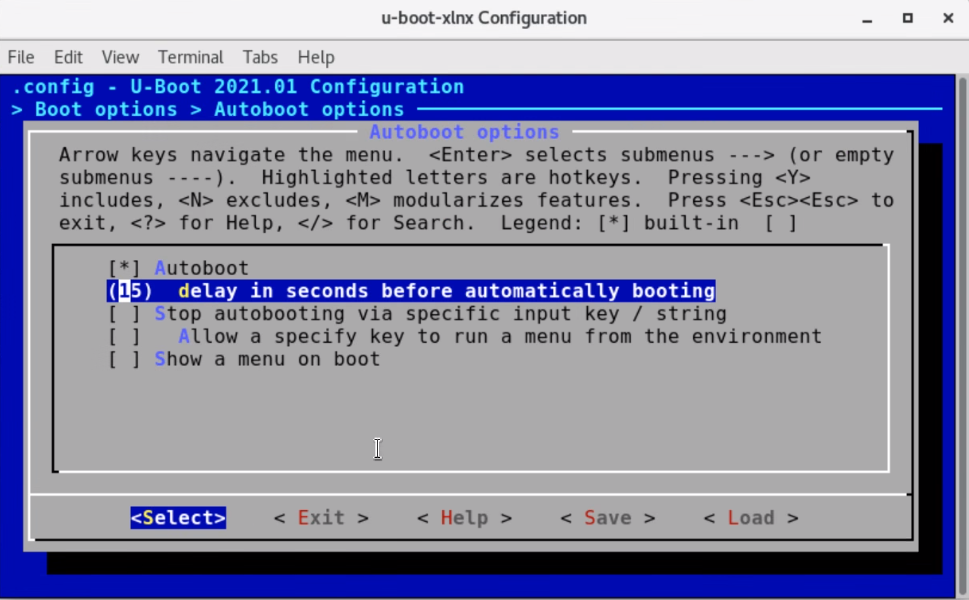 u-boot-xlnx Configuration
File Edit View Terminal Tabs Help
.config - U-Boot 2021.01 Configuration
> Boot options > Autoboot options
Autoboot options
Arrow keys navigate the menu.  <Enter> selects submenus ---> (or empty
submenus ----).  Highlighted letters are hotkeys.  Pressing <Y>
includes, <N> excludes, <M> modularizes features.  Press <Esc><Esc> to
exit, <?> for Help, </> for Search.  Legend: [*] built-in  [ ]
[*] Autoboot
(15)  delay in seconds before automatically booting
[ ] Stop autobooting via specific input key / string
[ ]   Allow a specify key to run a menu from the environment
[ ] Show a menu on boot
<Select>    < Exit >    < Help >    < Save >    < Load >